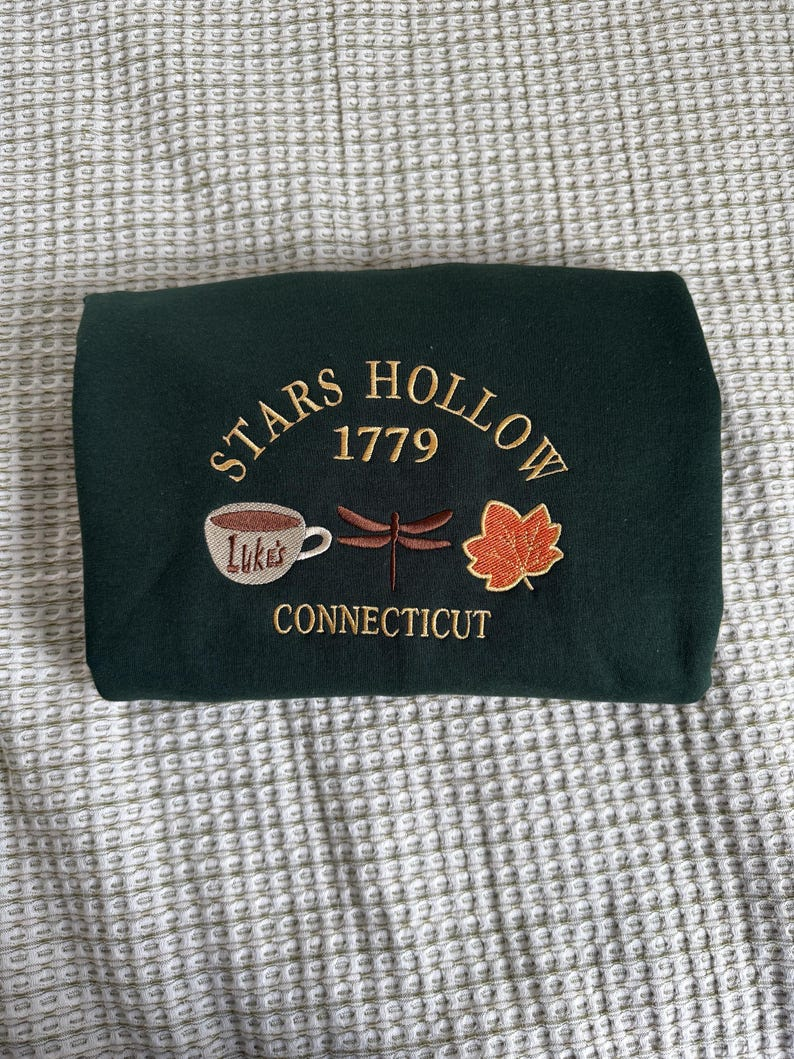 STARS HOLLOW
1779
LUKE'S
CONNECTICUT